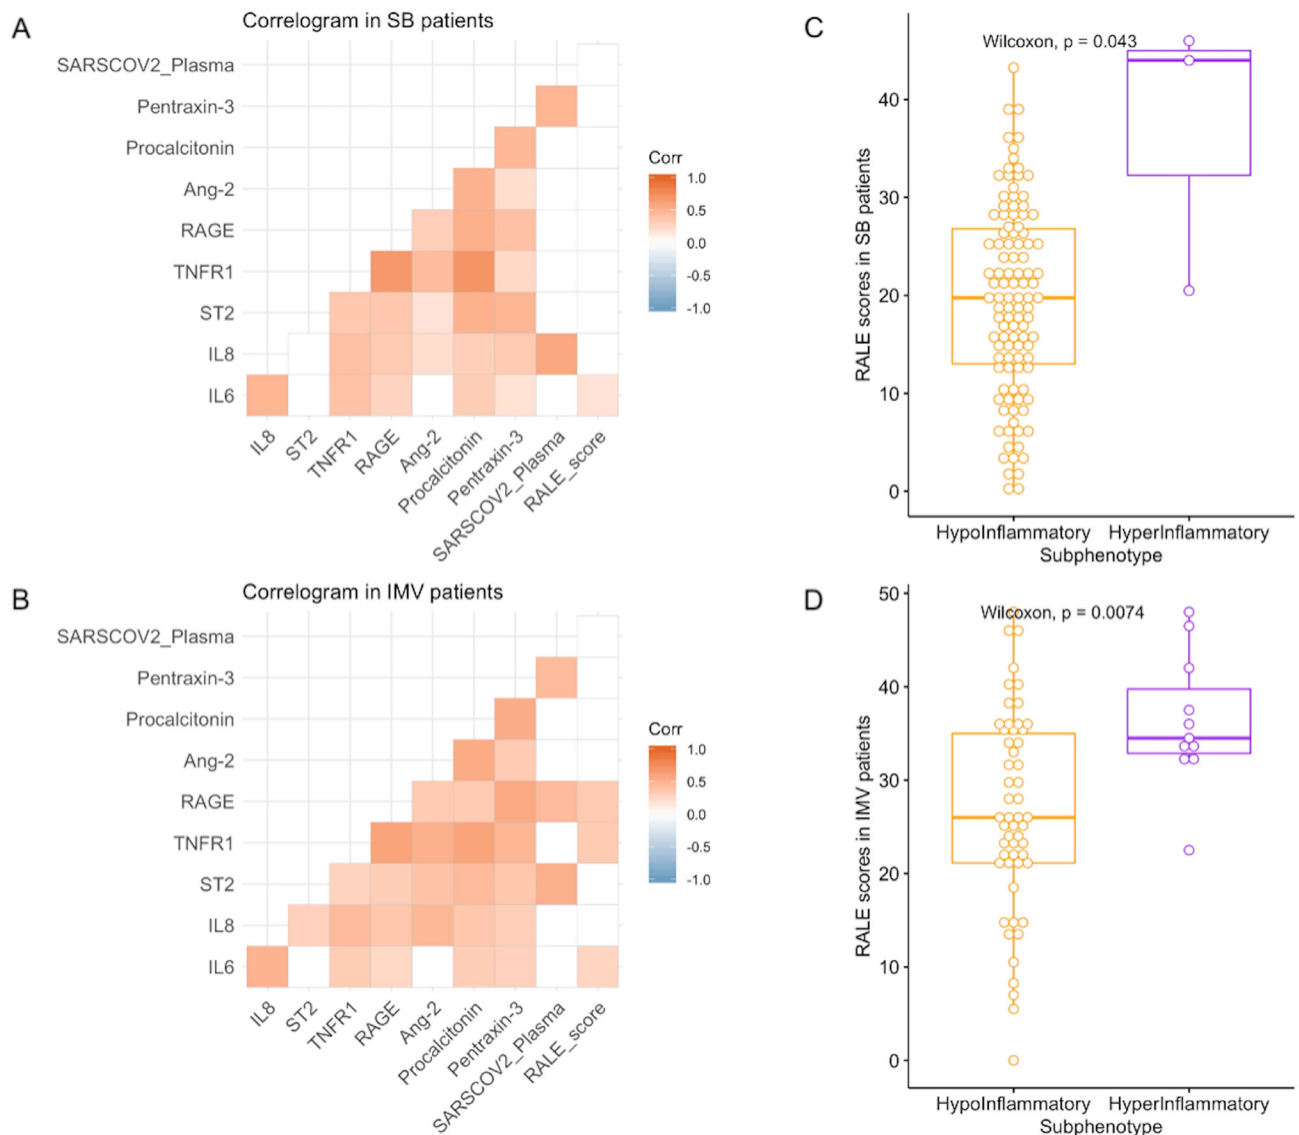 A
Correlogram in SB patients
SARSCOV2_Plasma
Pentraxin-3
Procalcitonin
Ang-2
RAGE
TNFR1
ST2
IL8
IL6
IL8
ST2
TNFR1
RAGE
Ang-2
Procalcitonin
Pentraxin-3
SARSCOV2_Plasma
RALE_score
Corr
1.0
0.5
0.0
-0.5
-1.0
C
Wilcoxon, p = 0.043
RALE scores in SB patients
40
30
20
10
0
HypoInflammatory HyperInflammatory
Subphenotype
B
Correlogram in IMV patients
SARSCOV2_Plasma
Pentraxin-3
Procalcitonin
Ang-2
RAGE
TNFR1
ST2
IL8
IL6
IL8
ST2
TNFR1
RAGE
Ang-2
Procalcitonin
Pentraxin-3
SARSCOV2_Plasma
RALE_score
Corr
1.0
0.5
0.0
-0.5
-1.0
D
Wilcoxon, p = 0.0074
RALE scores in IMV patients
50
40
30
20
10
0
HypoInflammatory HyperInflammatory
Subphenotype